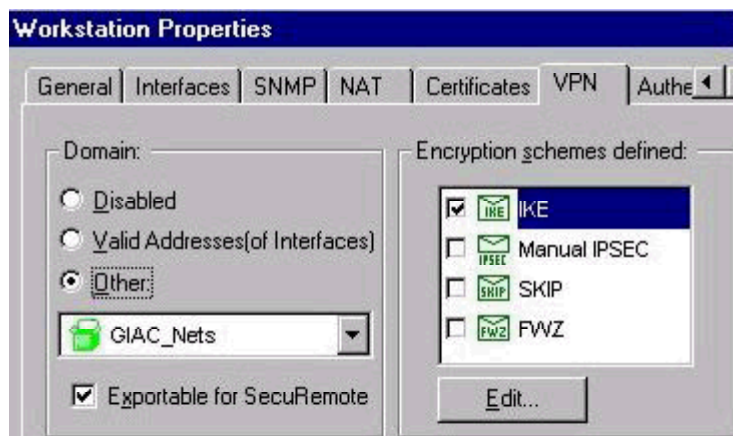 Workstation Properties
General Interfaces SNMP NAT Certificates VPN Authe
Domain:
Disabled
Valid Addresses(of Interfaces)
Other:
GIAC_Nets
Exportable for SecuRemote
Encryption schemes defined:
IKE IKE
IPSEC Manual IPSEC
SKIP SKIP
FWZ FWZ
Edit...